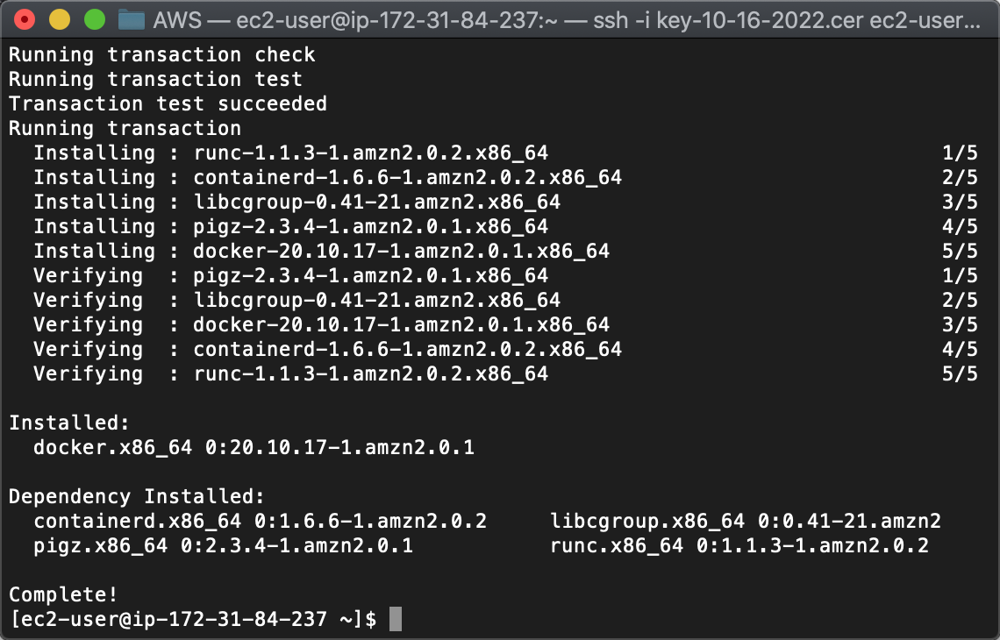 AWS — ec2-user@ip-172-31-84-237:~ — ssh -i key-10-16-2022.cer ec2-user...
Running transaction check
Running transaction test
Transaction test succeeded
Running transaction
  Installing : runc-1.1.3-1.amzn2.0.2.x86_64 1/5
  Installing : containerd-1.6.6-1.amzn2.0.2.x86_64 2/5
  Installing : libcgroup-0.41-21.amzn2.x86_64 3/5
  Installing : pigz-2.3.4-1.amzn2.0.1.x86_64 4/5
  Installing : docker-20.10.17-1.amzn2.0.1.x86_64 5/5
  Verifying  : pigz-2.3.4-1.amzn2.0.1.x86_64 1/5
  Verifying  : libcgroup-0.41-21.amzn2.x86_64 2/5
  Verifying  : docker-20.10.17-1.amzn2.0.1.x86_64 3/5
  Verifying  : containerd-1.6.6-1.amzn2.0.2.x86_64 4/5
  Verifying  : runc-1.1.3-1.amzn2.0.2.x86_64 5/5
Installed:
  docker.x86_64 0:20.10.17-1.amzn2.0.1
Dependency Installed:
  containerd.x86_64 0:1.6.6-1.amzn2.0.2 libcgroup.x86_64 0:0.41-21.amzn2
  pigz.x86_64 0:2.3.4-1.amzn2.0.1 runc.x86_64 0:1.1.3-1.amzn2.0.2
Complete!
[ec2-user@ip-172-31-84-237 ~]$